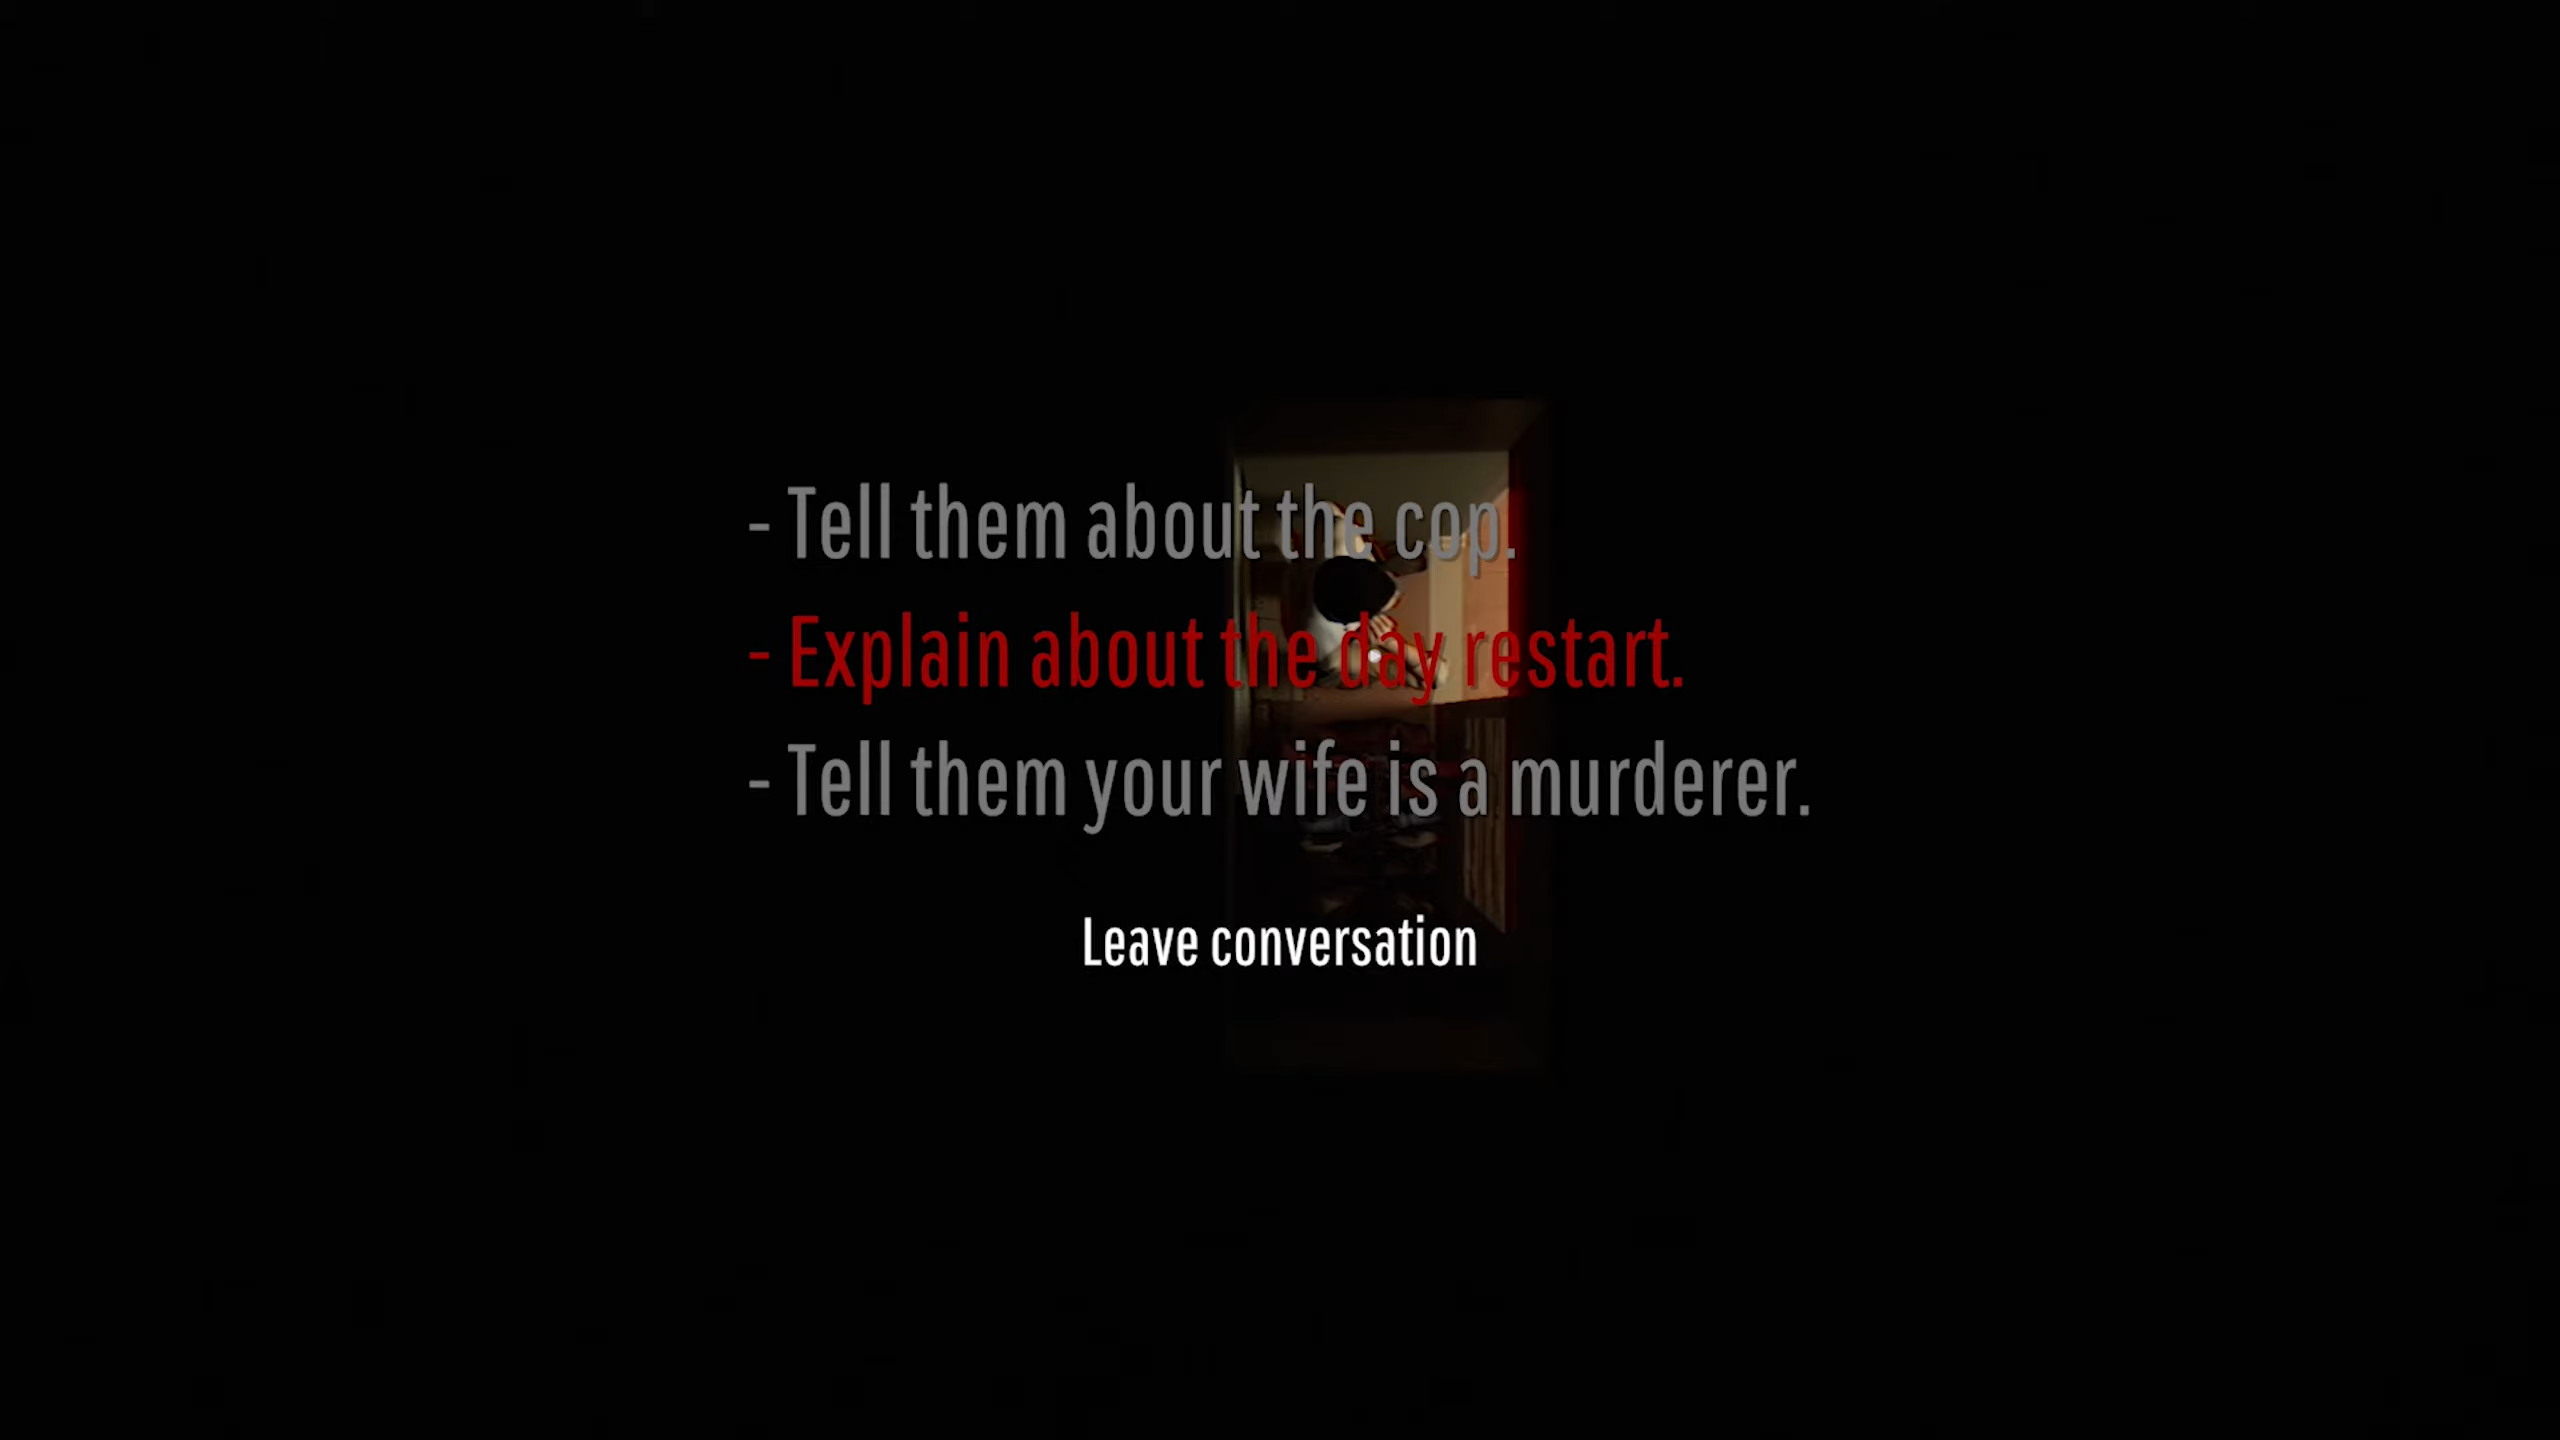 - Tell them about the cop.
- Explain about the day restart.
- Tell them your wife is a murderer.
Leave conversation